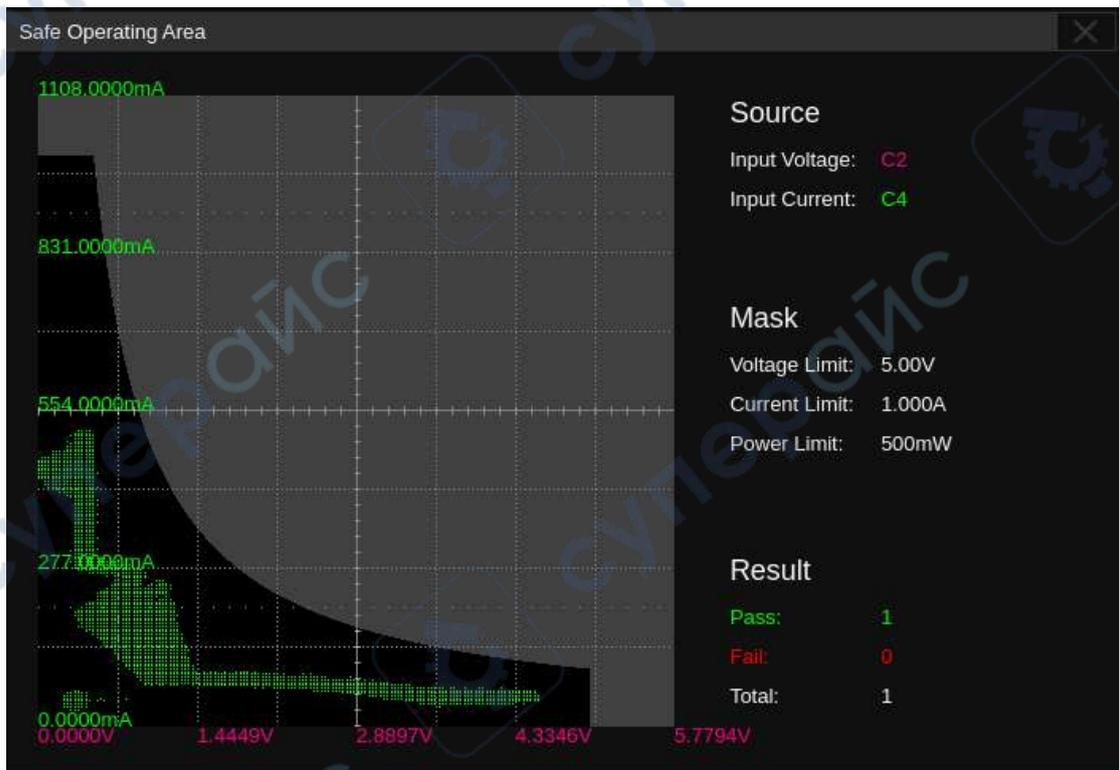 Safe Operating Area
1108.0000mA
831.0000mA
554.0000mA
277.0000mA
0.0000mA
0.0000V 1.4449V 2.8897V 4.3346V 5.7794V
Source
Input Voltage: C2
Input Current: C4
Mask
Voltage Limit: 5.00V
Current Limit: 1.000A
Power Limit: 500mW
Result
Pass: 1
Fail: 0
Total: 1
суперайс
суперайс